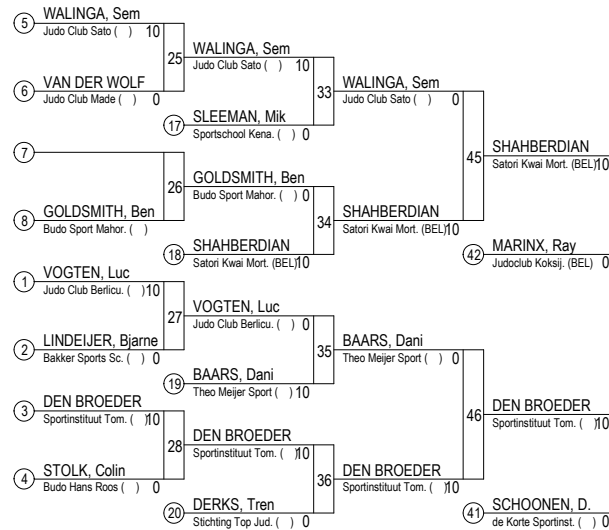 5 WALINGA, Sem
Judo Club Sato ( ) 10
25
6 VAN DER WOLF
Judo Club Made ( ) 0
WALINGA, Sem
Judo Club Sato ( ) 10
33
17 SLEEMAN, Mik
Sportschool Kena. ( ) 0
WALINGA, Sem
Judo Club Sato ( ) 0
45
7
26
8 GOLDSMITH, Ben
Budo Sport Mahor. ( )
GOLDSMITH, Ben
Budo Sport Mahor. ( ) 0
34
18 SHAHBERDIAN
Satori Kwai Mort. (BEL)10
SHAHBERDIAN
Satori Kwai Mort. (BEL)10
SHAHBERDIAN
Satori Kwai Mort. (BEL)10
42 MARINX, Ray
Judoclub Koksij. (BEL) 0
1 VOGTEN, Luc
Judo Club Berlicu. ( )10
27
2 LINDEIJER, Bjarne
Bakker Sports Sc. ( ) 0
VOGTEN, Luc
Judo Club Berlicu. ( ) 0
35
19 BAARS, Dani
Theo Meijer Sport ( ) 10
BAARS, Dani
Theo Meijer Sport ( ) 0
46
3 DEN BROEDER
Sportinstituut Tom. ( )10
28
4 STOLK, Colin
Budo Hans Roos ( ) 0
DEN BROEDER
Sportinstituut Tom. ( )10
36
20 DERKS, Tren
Stichting Top Jud. ( ) 0
DEN BROEDER
Sportinstituut Tom. ( )10
DEN BROEDER
Sportinstituut Tom. ( )10
41 SCHOONEN, D.
de Korte Sportinst. ( ) 0